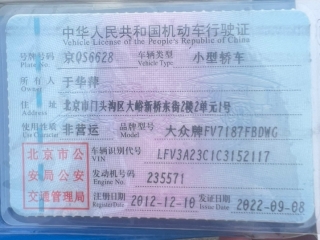 中华人民共和国机动车行驶证
Vehicle License of the People's Republic of China
号牌号码 京QS6628 车辆类型 小型轿车
Plate No. Vehicle Type
所有人 于华萍
住址 北京市门头沟区大峪新桥东街2楼2单元1号
使用性质 非营运 品牌型号 大众牌FV7187FBDWG
车辆识别代号 LFV3A23C1C3152117
VIN
北京市公安局公安交通管理局
发动机号码 235571
Engine No.
注册日期 2012-12-10 发证日期 2022-09-08
Register Date Issue Date